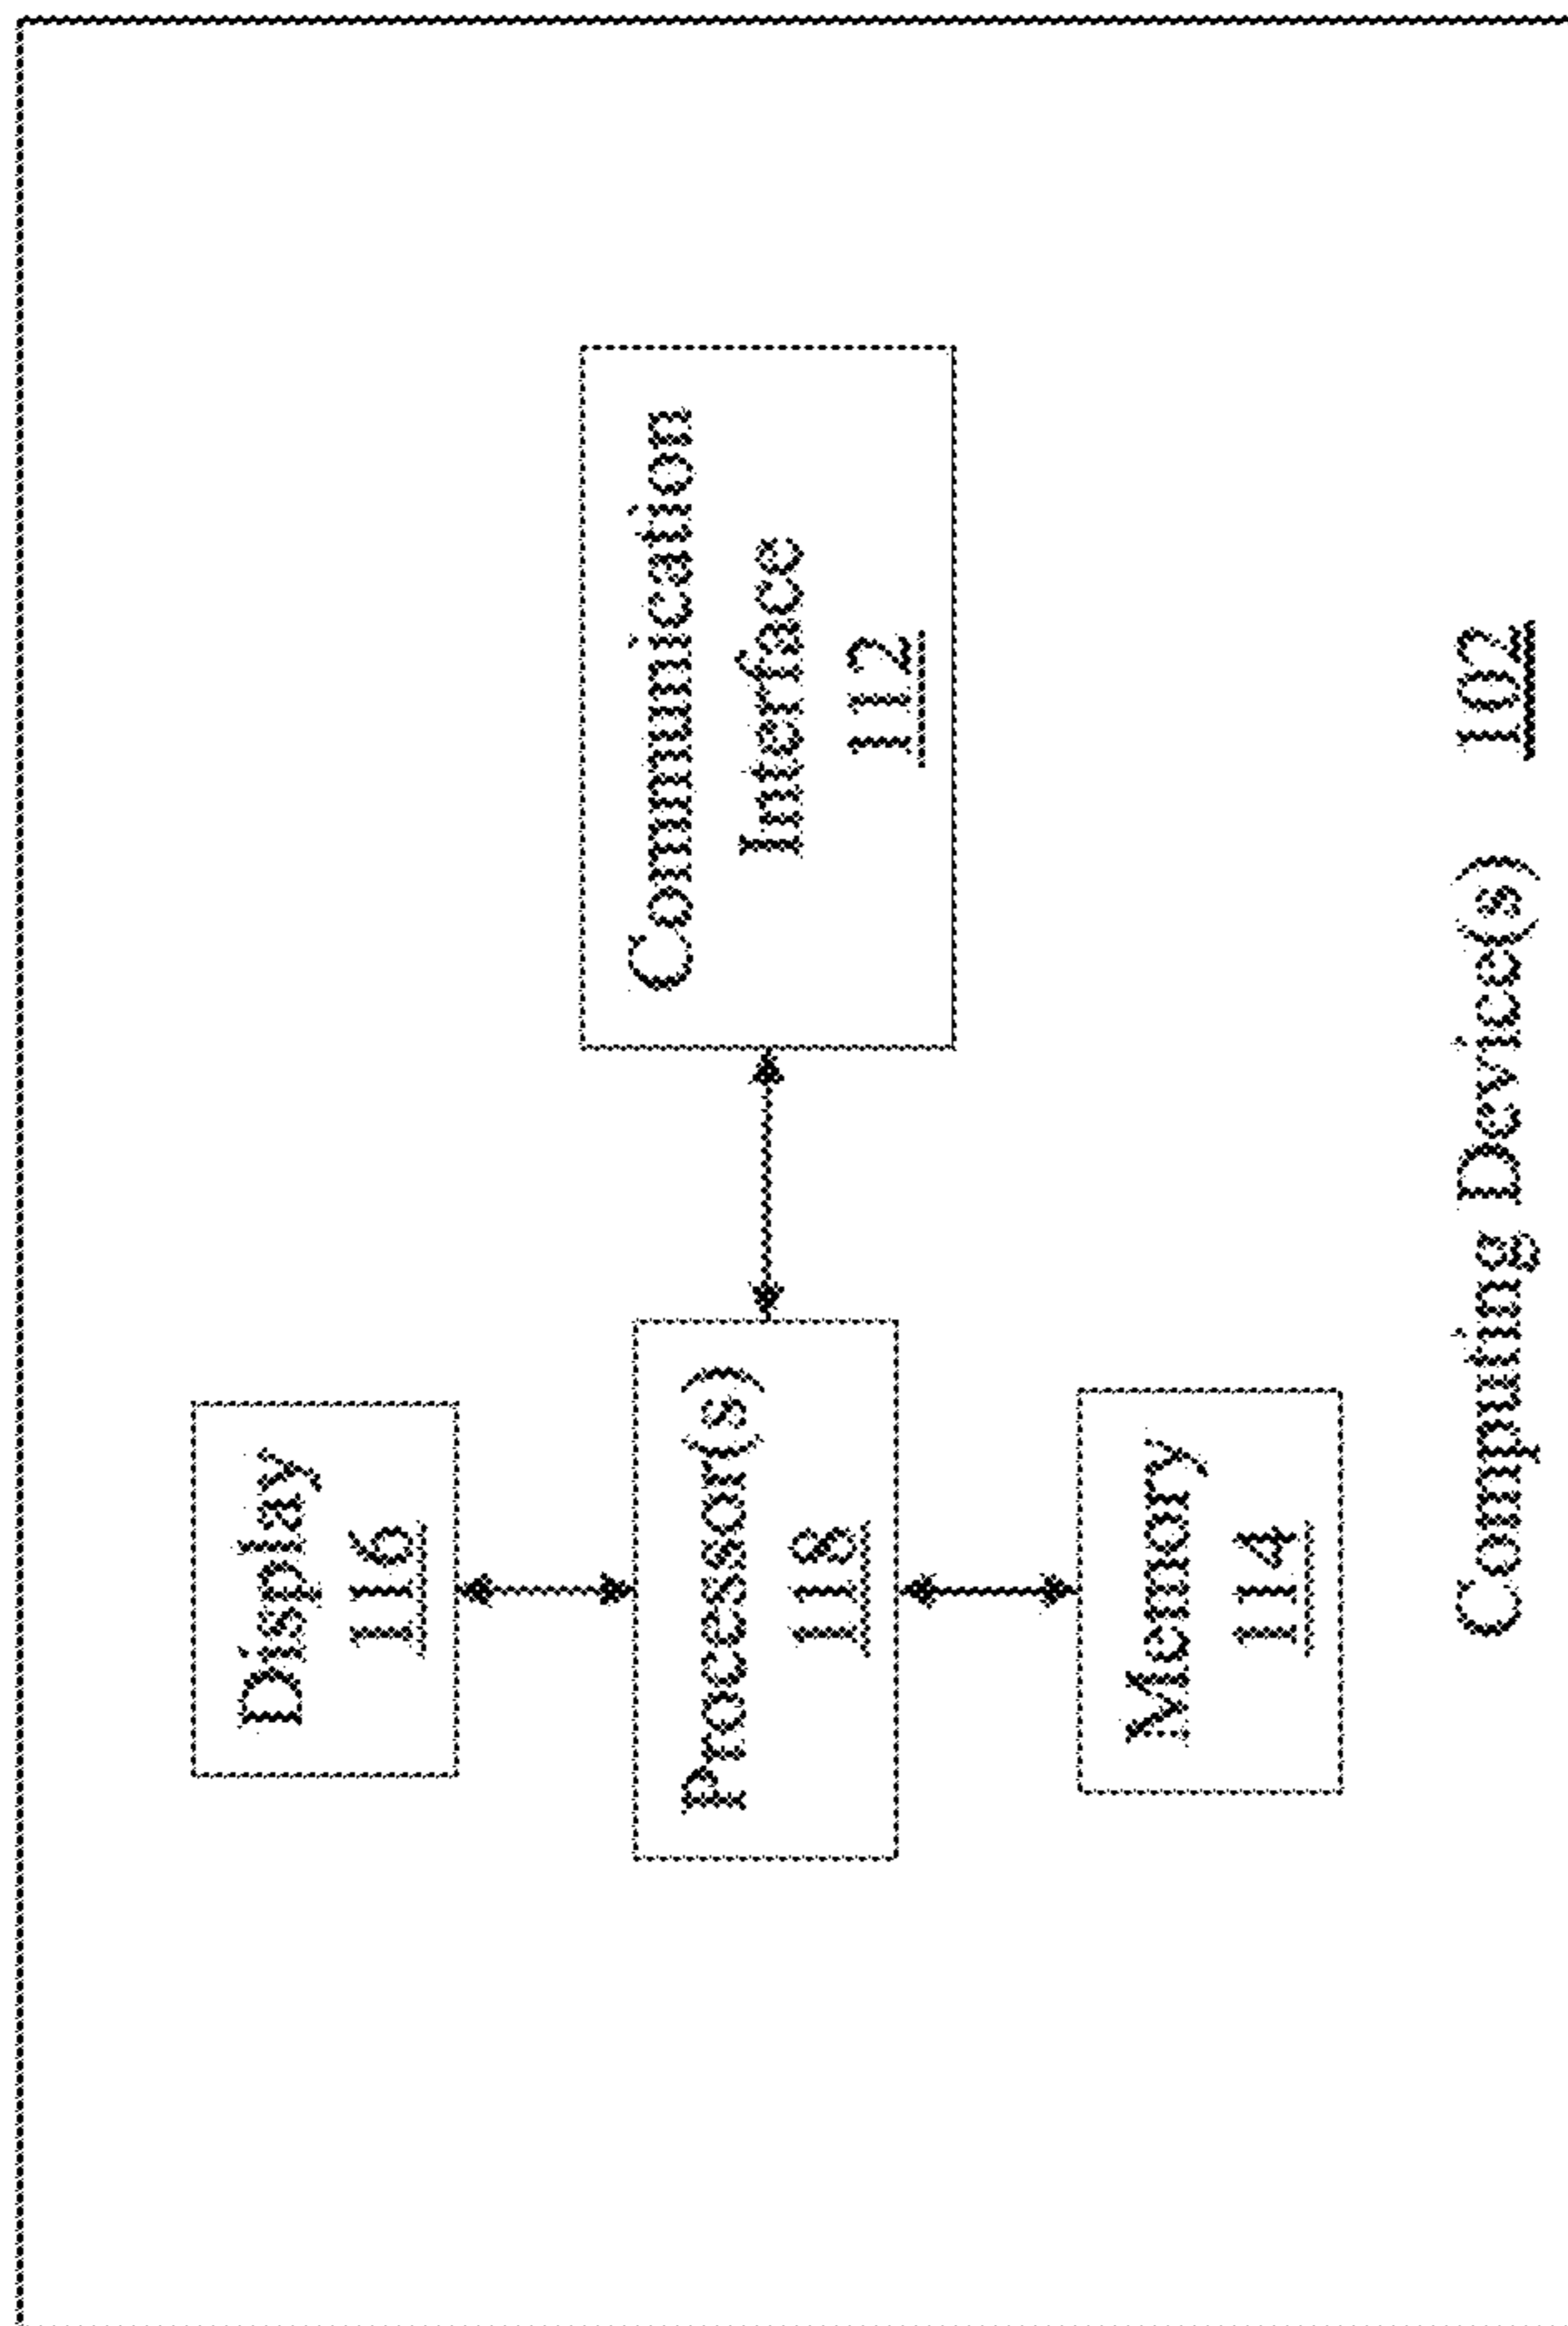 Display
116
Processor(s)
118
Communication
Interface
112
Memory
114
Computing Device(s) 102